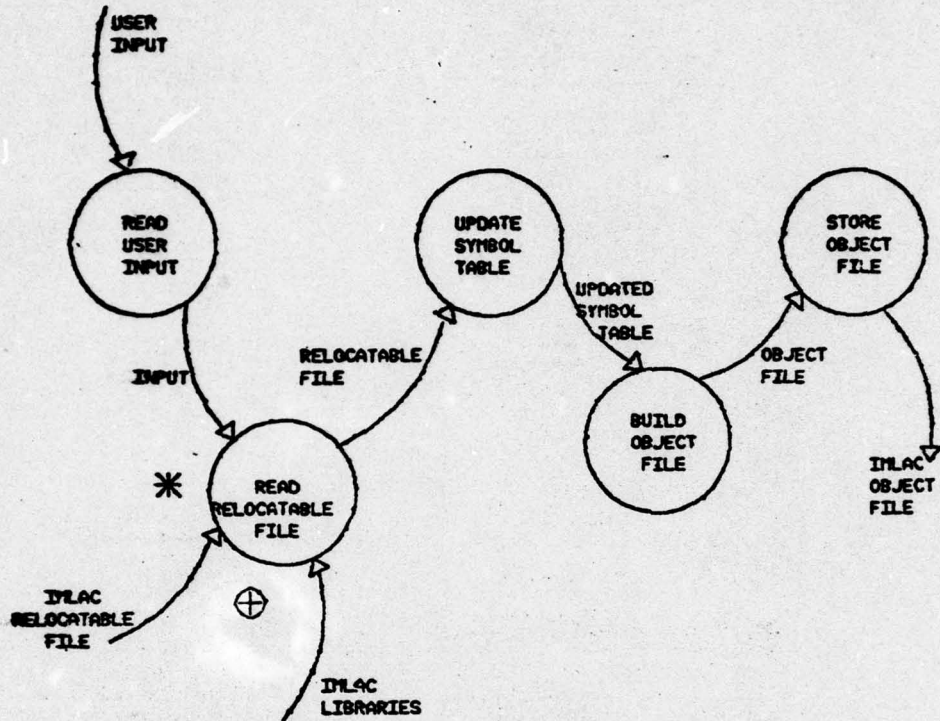 USER
INPUT
READ
USER
INPUT
UPDATE
SYMBOL
TABLE
STORE
OBJECT
FILE
UPDATED
SYMBOL
TABLE
INPUT
RELOCATABLE
FILE
OBJECT
FILE
BUILD
OBJECT
FILE
IMLAC
OBJECT
FILE
READ
RELOCATABLE
FILE
IMLAC
RELOCATABLE
FILE
IMLAC
LIBRARIES